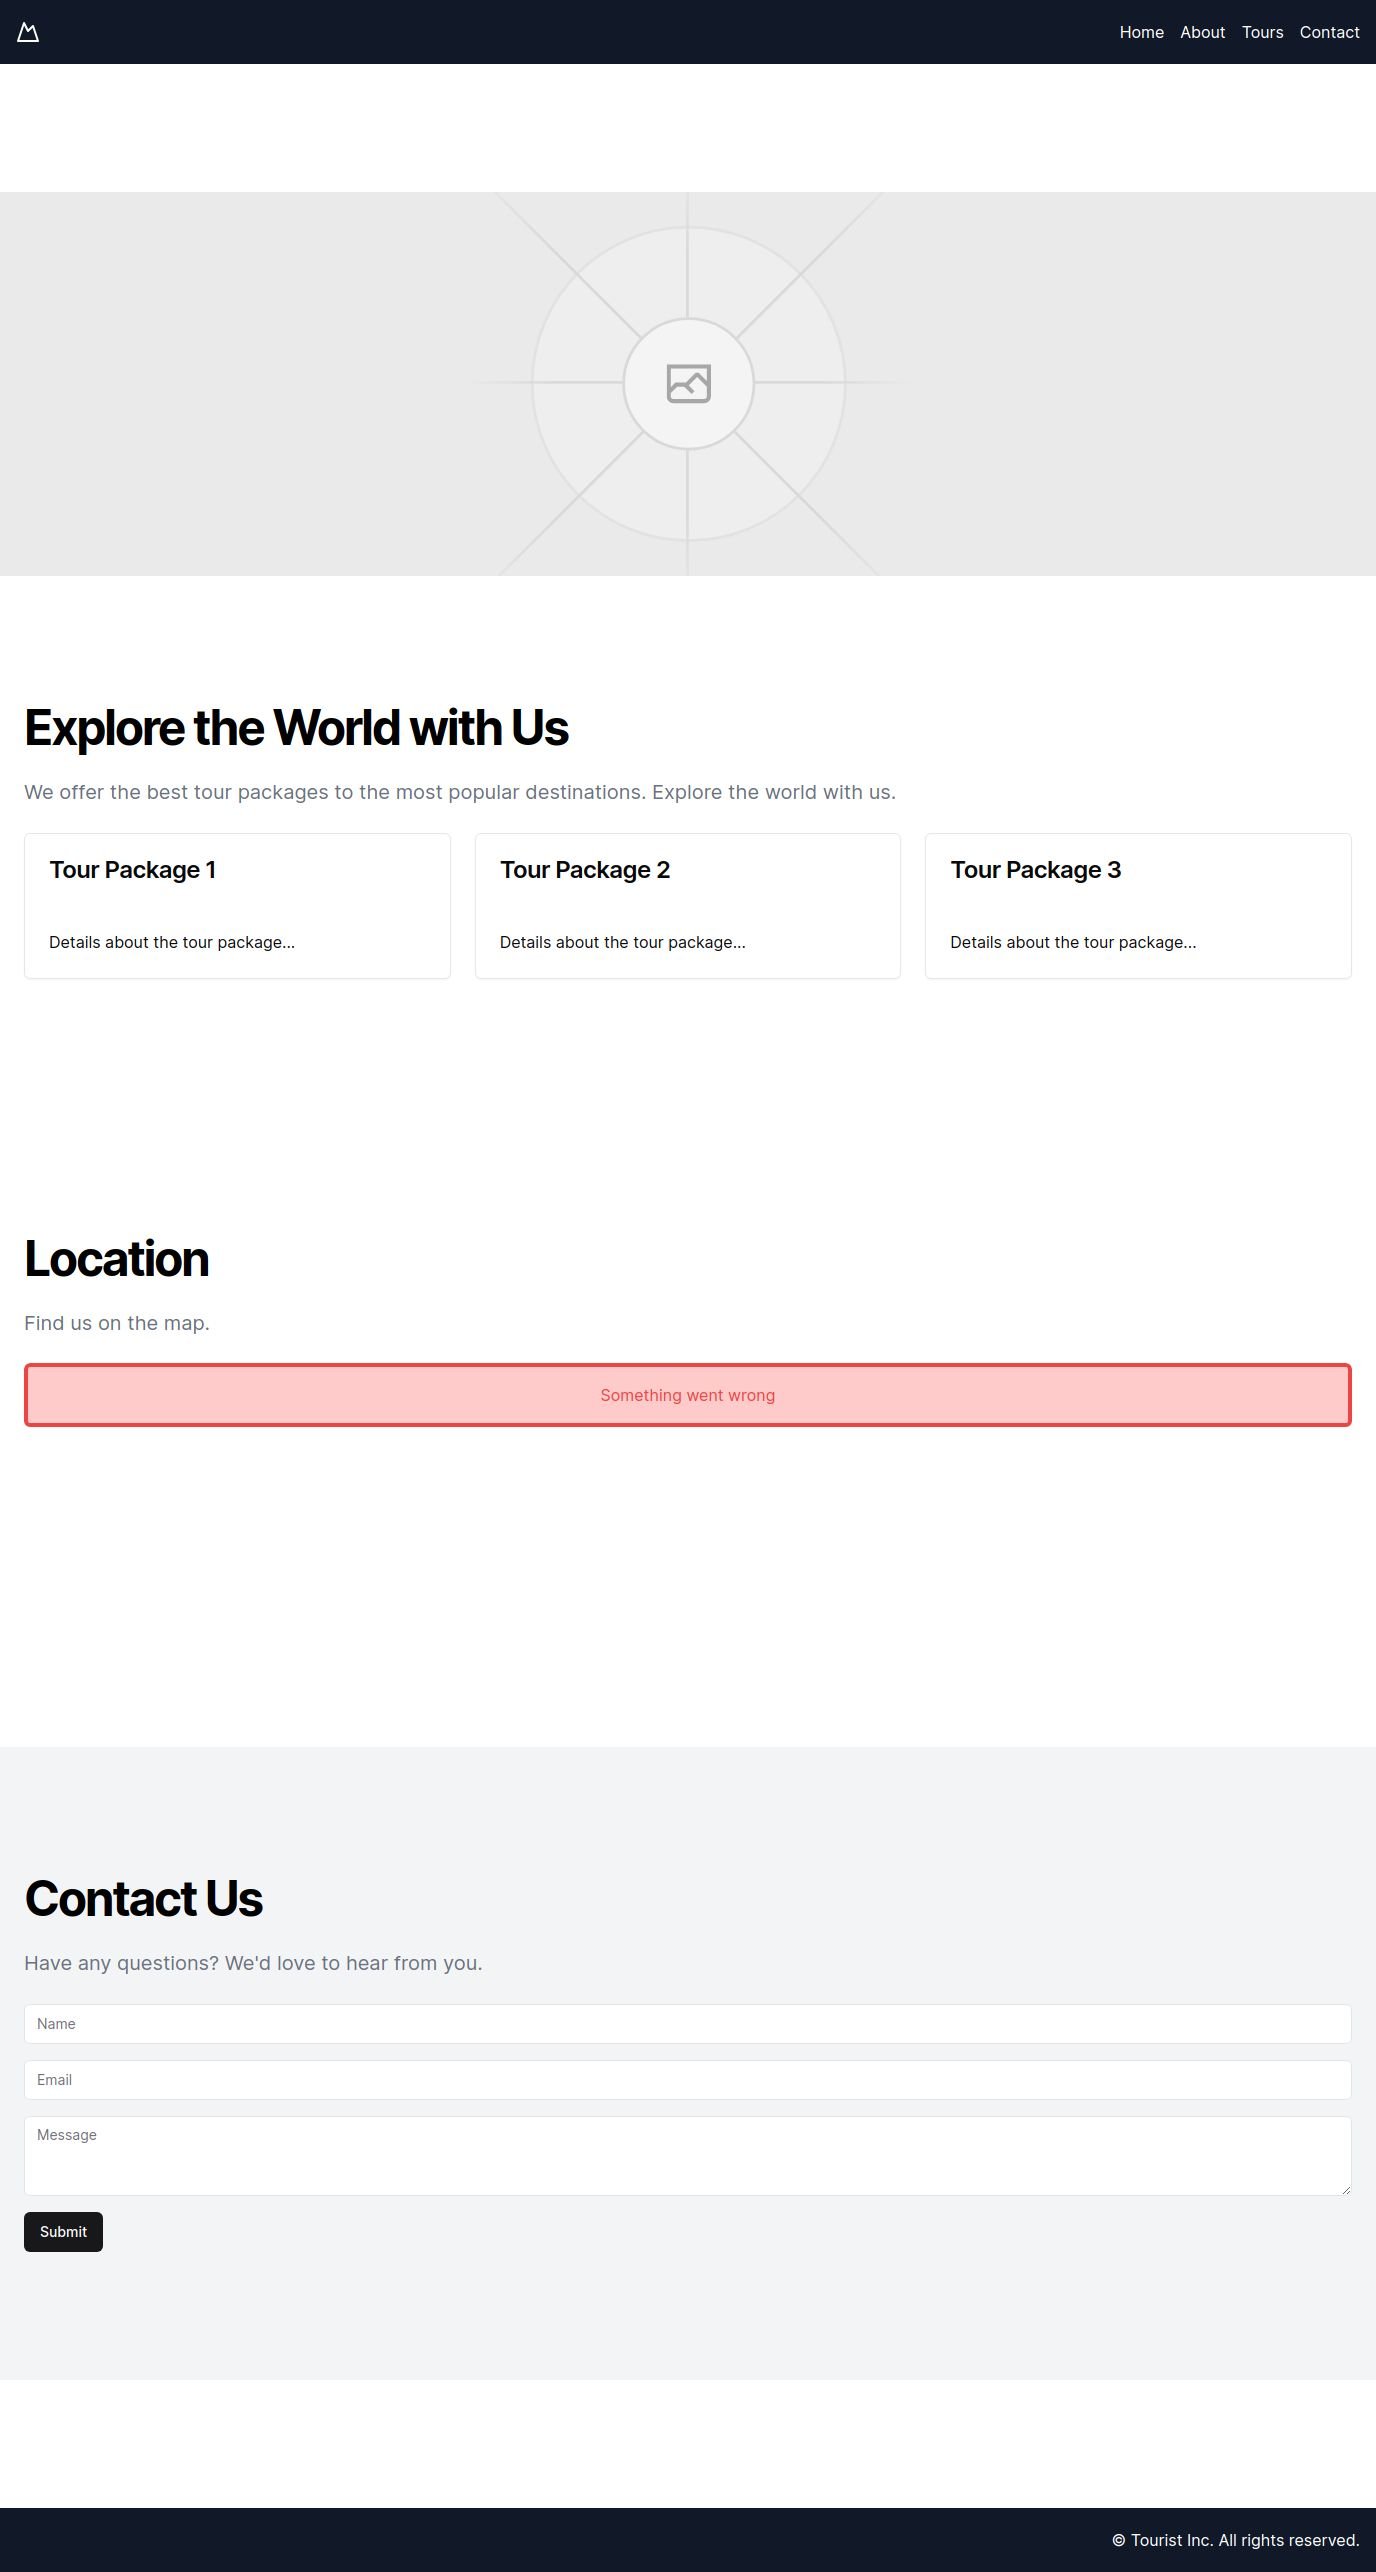 Home About Tours Contact
Explore the World with Us
We offer the best tour packages to the most popular destinations. Explore the world with us.
Tour Package 1
Details about the tour package...
Tour Package 2
Details about the tour package...
Tour Package 3
Details about the tour package...
Location
Find us on the map.
Something went wrong
Contact Us
Have any questions? We'd love to hear from you.
Name
Email
Message
Submit
© Tourist Inc. All rights reserved.